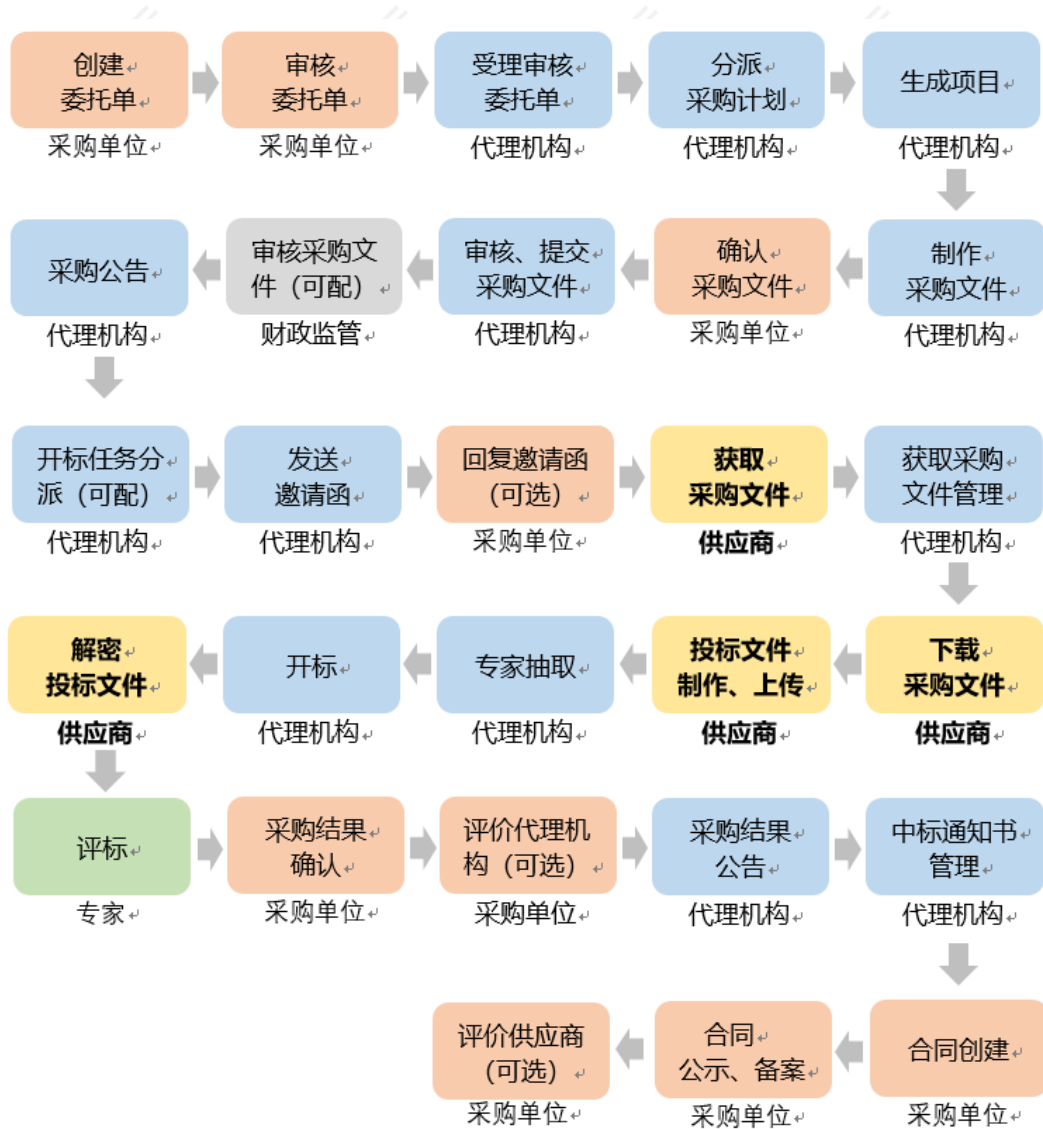 创建
委托单
采购单位
审核
委托单
采购单位
受理审核
委托单
代理机构
分派
采购计划
代理机构
生成项目
代理机构
制作
采购文件
代理机构
确认
采购文件
采购单位
审核、提交
采购文件
代理机构
审核采购文
件（可配）
财政监管
采购公告
代理机构
开标任务分
派（可配）
代理机构
发送
邀请函
代理机构
回复邀请函
（可选）
采购单位
获取
采购文件
供应商
获取采购
文件管理
代理机构
下载
采购文件
供应商
投标文件
制作、上传
供应商
专家抽取
代理机构
开标
代理机构
解密
投标文件
供应商
评标
专家
采购结果
确认
采购单位
评价代理机
构（可选）
采购单位
采购结果
公告
代理机构
中标通知书
管理
代理机构
合同创建
采购单位
合同
公示、备案
采购单位
评价供应商
（可选）
采购单位